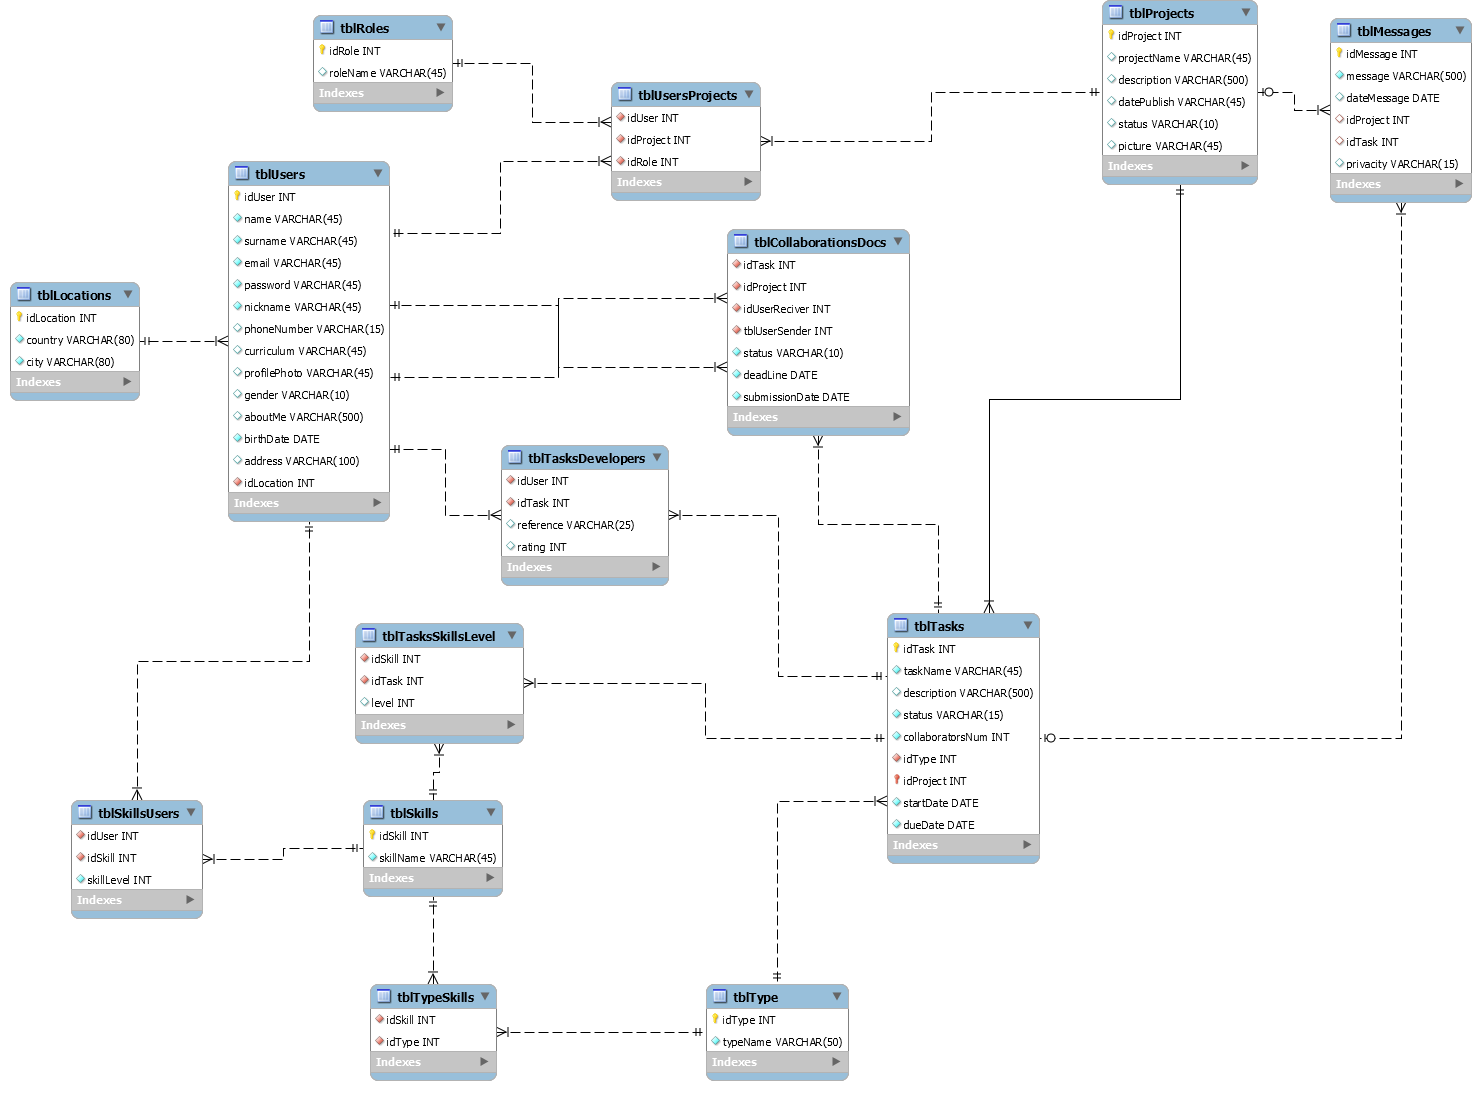 tblRoles
idRole INT
roleName VARCHAR(45)
Indexes
tblUsersProjects
idUser INT
idProject INT
idRole INT
Indexes
tblProjects
idProject INT
projectName VARCHAR(45)
description VARCHAR(500)
datePublish VARCHAR(45)
status VARCHAR(10)
picture VARCHAR(45)
Indexes
tblMessages
idMessage INT
message VARCHAR(500)
dateMessage DATE
idProject INT
idTask INT
privacity VARCHAR(15)
Indexes
tblUsers
idUser INT
name VARCHAR(45)
surname VARCHAR(45)
email VARCHAR(45)
password VARCHAR(45)
nickname VARCHAR(45)
phoneNumber VARCHAR(15)
curriculum VARCHAR(45)
profilePhoto VARCHAR(45)
gender VARCHAR(10)
aboutMe VARCHAR(500)
birthDate DATE
address VARCHAR(100)
idLocation INT
Indexes
tblLocations
idLocation INT
country VARCHAR(80)
city VARCHAR(80)
Indexes
tblCollaborationsDocs
idTask INT
idProject INT
idUserReciver INT
tblUserSender INT
status VARCHAR(10)
deadLine DATE
submissionDate DATE
Indexes
tblTasksDevelopers
idUser INT
idTask INT
reference VARCHAR(25)
rating INT
Indexes
tblTasksSkillsLevel
idSkill INT
idTask INT
level INT
Indexes
tblTasks
idTask INT
taskName VARCHAR(45)
description VARCHAR(500)
status VARCHAR(15)
collaboratorsNum INT
idType INT
idProject INT
startDate DATE
dueDate DATE
Indexes
tblSkillsUsers
idUser INT
idSkill INT
skillLevel INT
Indexes
tblSkills
idSkill INT
skillName VARCHAR(45)
Indexes
tblTypeSkills
idSkill INT
idType INT
Indexes
tblType
idType INT
typeName VARCHAR(50)
Indexes